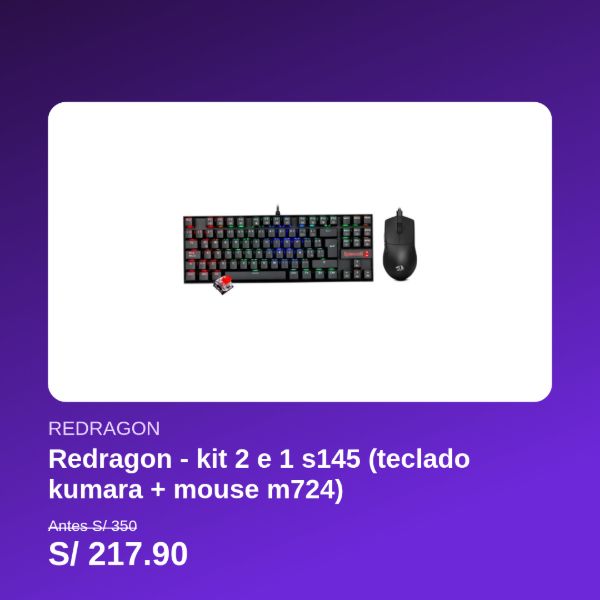 REDRAGON
Redragon - kit 2 e 1 s145 (teclado
kumara + mouse m724)
Antes S/ 350
S/ 217.90